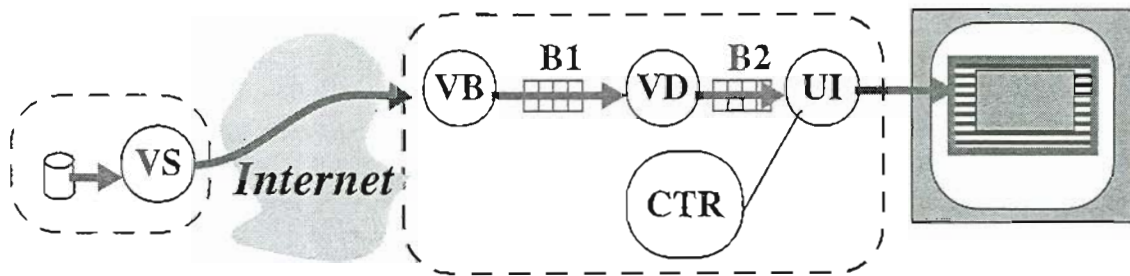 VS
Internet
VB
B1
VD
B2
UI
CTR